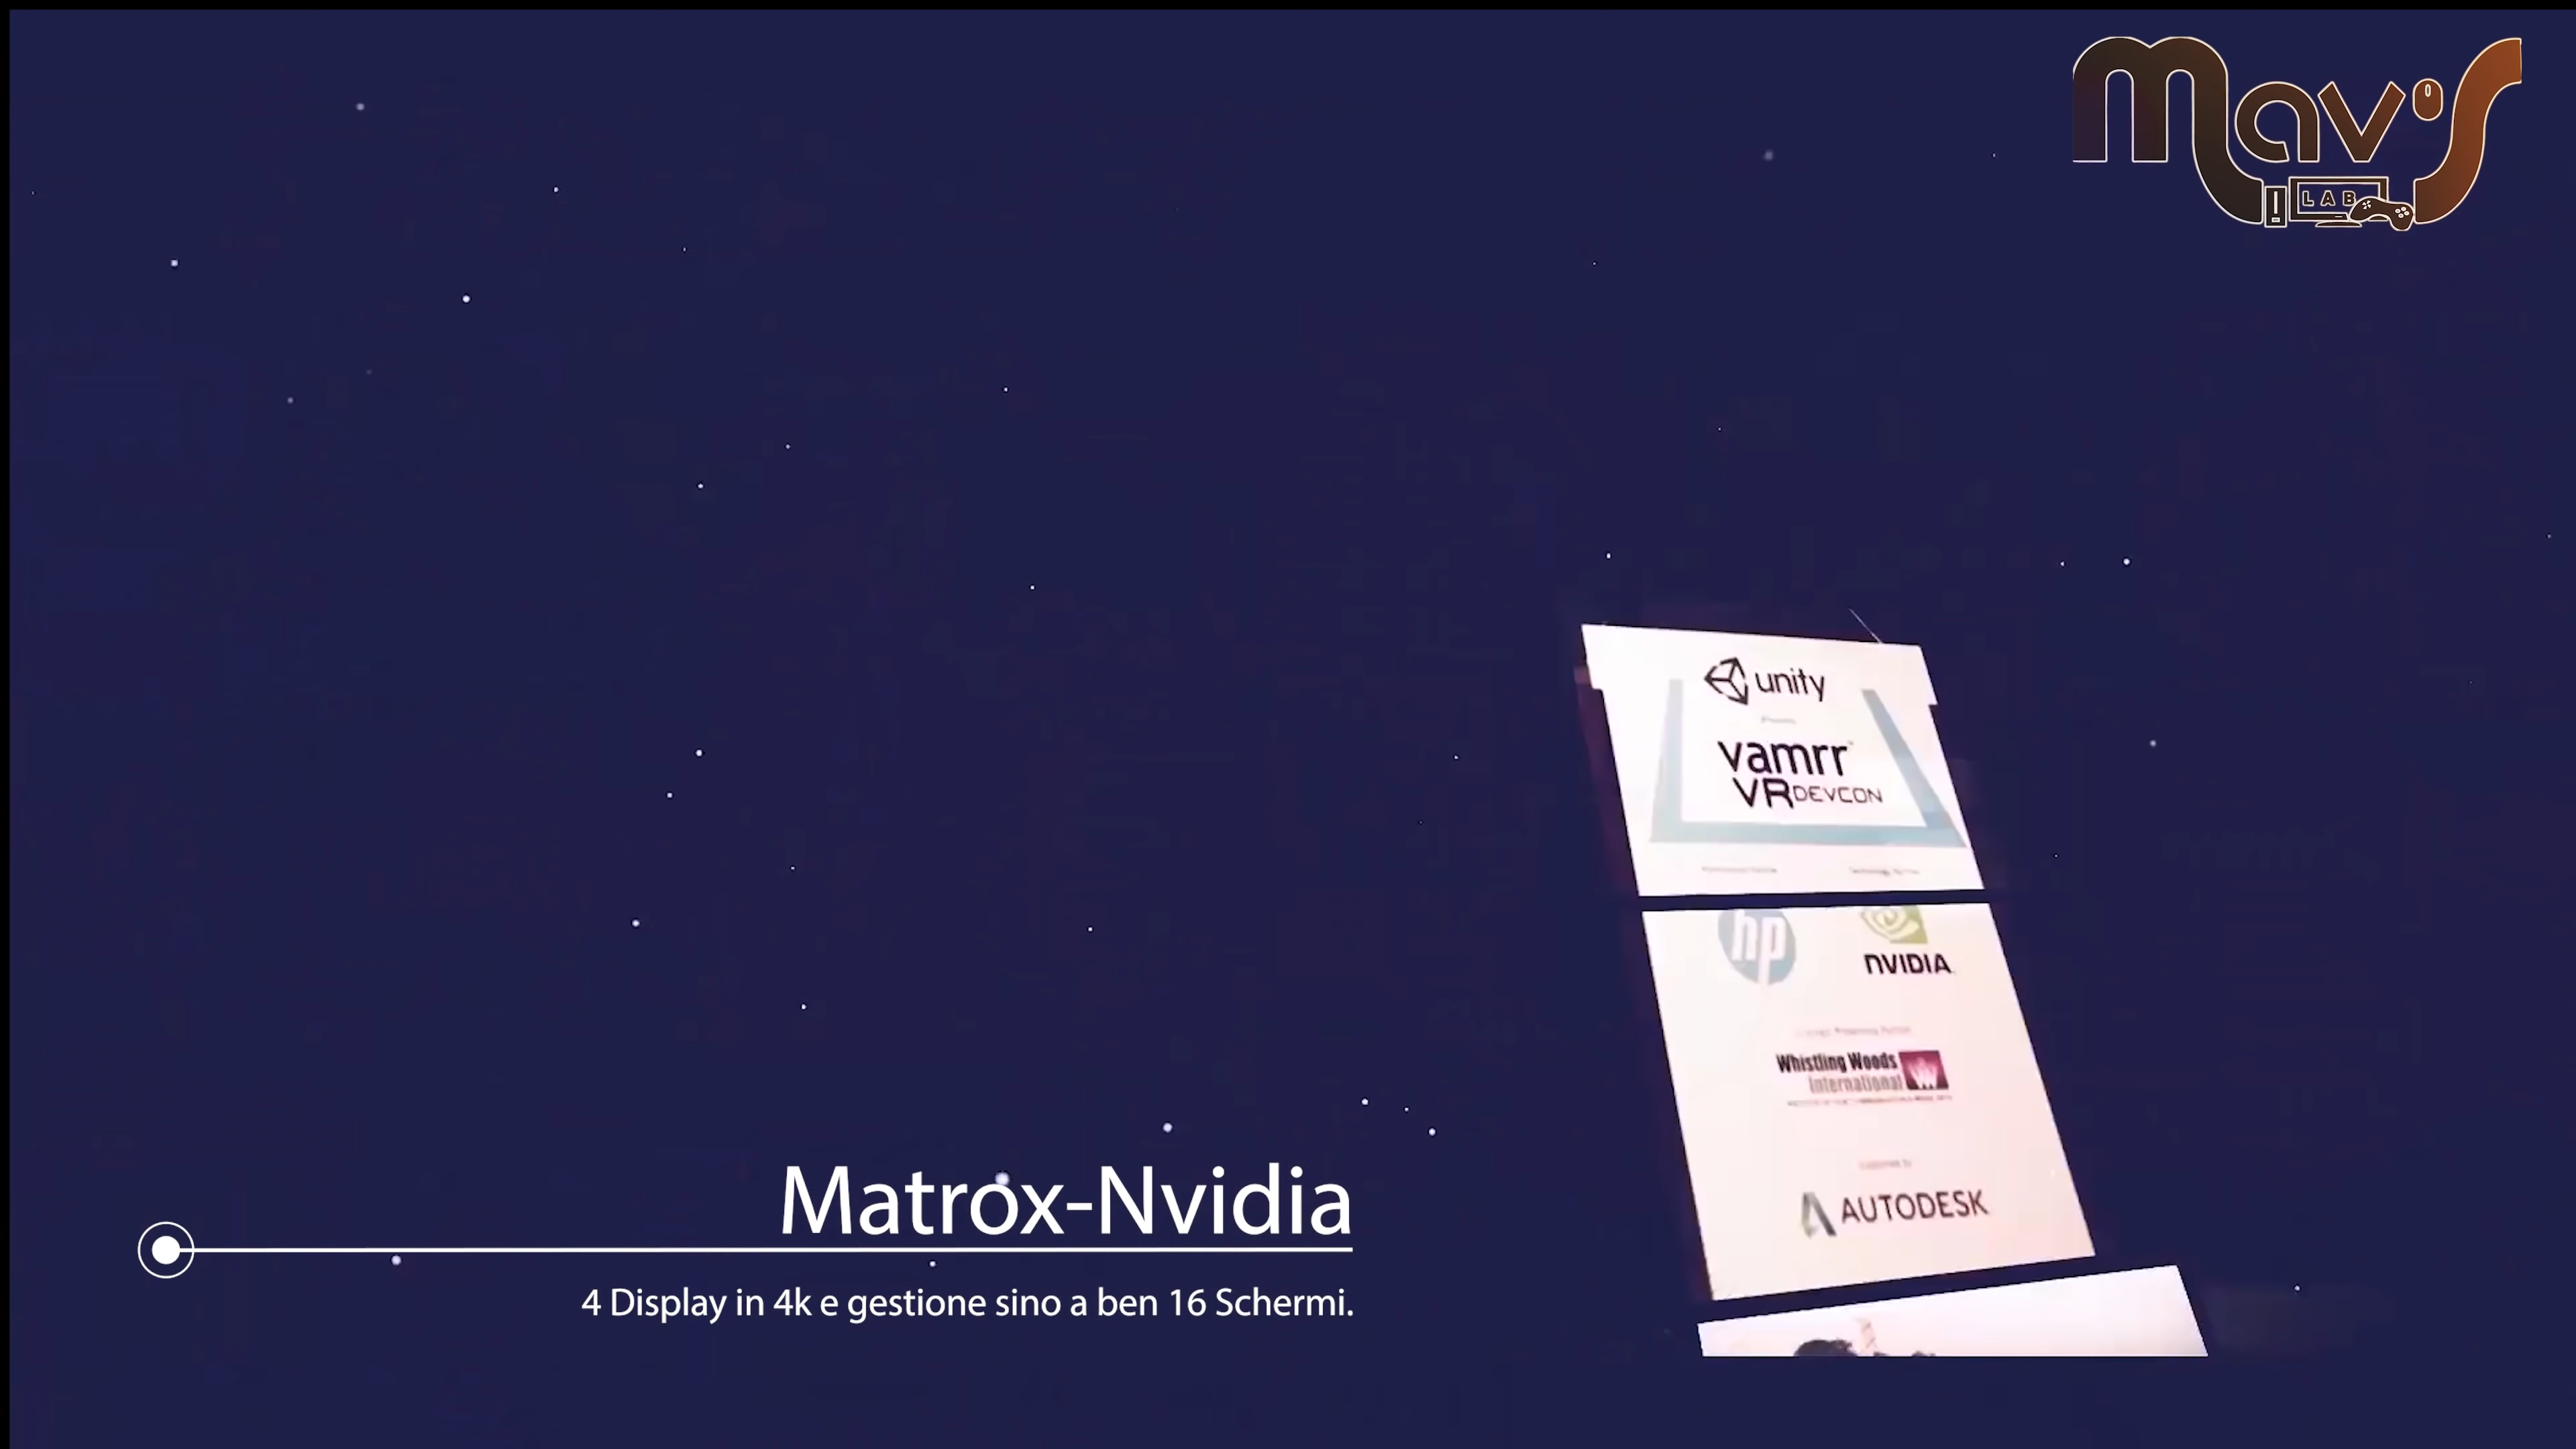 Mav's
LAB
unity
vamrr
VRDEVCON
hp
NVIDIA
Whistling Woods
International
AUTODESK
Matrox-Nvidia
4 Display in 4k e gestione sino a ben 16 Schermi.